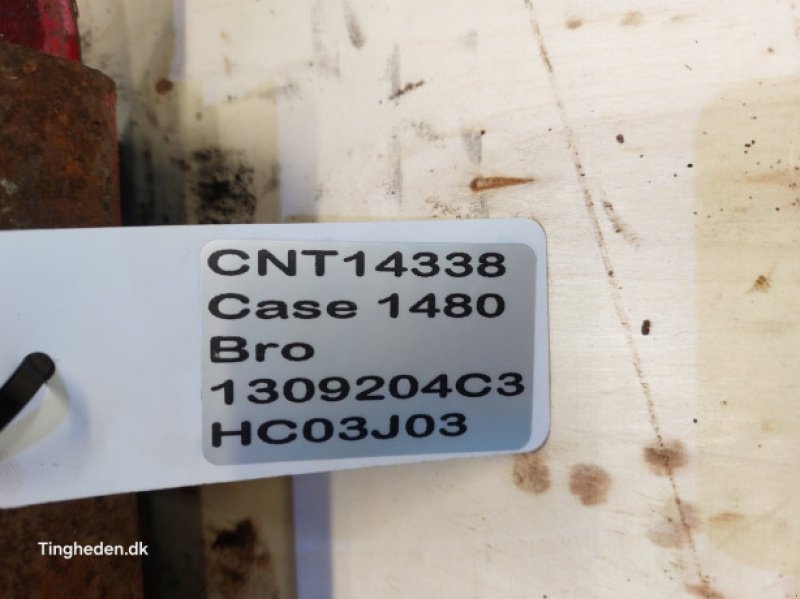 CNT14338
Case 1480
Bro
1309204C3
HC03J03
Tingheden.dk